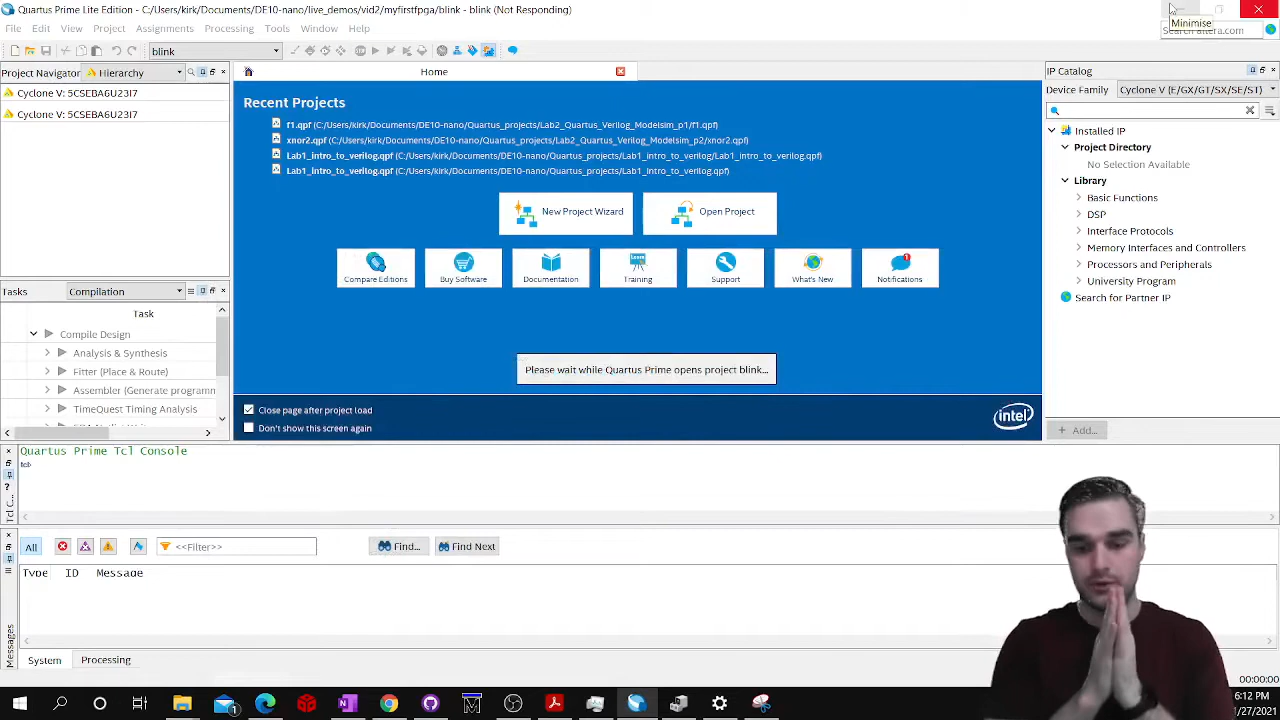 Quartus Prime Lite Edition - C:/Users/kirk/Documents/DE10-nano/live_demos/vid2/myfirstfpga/blink - blink (Not Responding)
Minimise
File Edit View Project Assignments Processing Tools Window Help
Search altera.com
blink
Project Navigator Hierarchy
Home
IP Catalog
Cyclone V: 5CSEBA6U23I7
Cyclone V: 5CSEBA6U23I7
Device Family Cyclone V (E/GX/GT/SX/SE/ST)
Recent Projects
f1.qpf (C:/Users/kirk/Documents/DE10-nano/Quartus_projects/Lab2_Quartus_Verilog_Modelsim_p1/f1.qpf)
xnor2.qpf (C:/Users/kirk/Documents/DE10-nano/Quartus_projects/Lab2_Quartus_Verilog_Modelsim_p2/xnor2.qpf)
Lab1_intro_to_verilog.qpf (C:/Users/kirk/Documents/DE10-nano/Quartus_projects/Lab1_intro_to_verilog/Lab1_intro_to_verilog.qpf)
Lab1_intro_to_verilog.qpf (C:/Users/kirk/Documents/DE10-nano/Quartus_projects/Lab1_intro_to_verilog.qpf)
New Project Wizard
Open Project
Compare Editions
Buy Software
Documentation
Learn
Training
Support
What's New
1
Notifications
Please wait while Quartus Prime opens project blink...
Close page after project load
Don't show this screen again
intel
Installed IP
Project Directory
No Selection Available
Library
Basic Functions
DSP
Interface Protocols
Memory Interfaces and Controllers
Processors and Peripherals
University Program
Search for Partner IP
+ Add...
Tasks Compilation
Task
Compile Design
Analysis & Synthesis
Fitter (Place & Route)
Assembler (Generate programn
TimeQuest Timing Analysis
Quartus Prime Tcl Console
tcl>
Tcl C...
All
<<Filter>>
Find...
Find Next
Type ID Message
Messages
System Processing
00:00:00
1
6:12 PM
1/27/2021